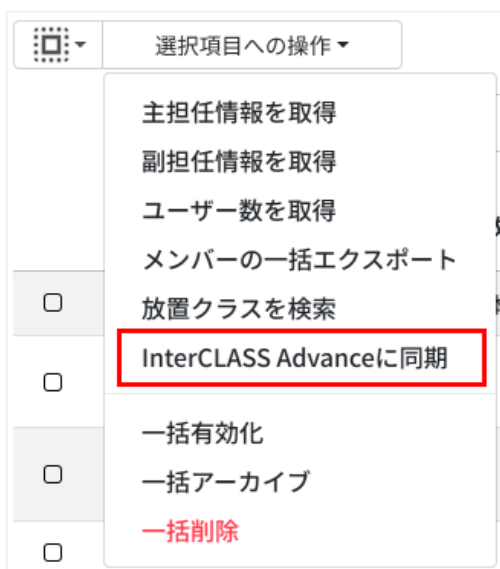 選択項目への操作
主担任情報を取得
副担任情報を取得
ユーザー数を取得
メンバーの一括エクスポート
放置クラスを検索
InterCLASS Advanceに同期
一括有効化
一括アーカイブ
一括削除